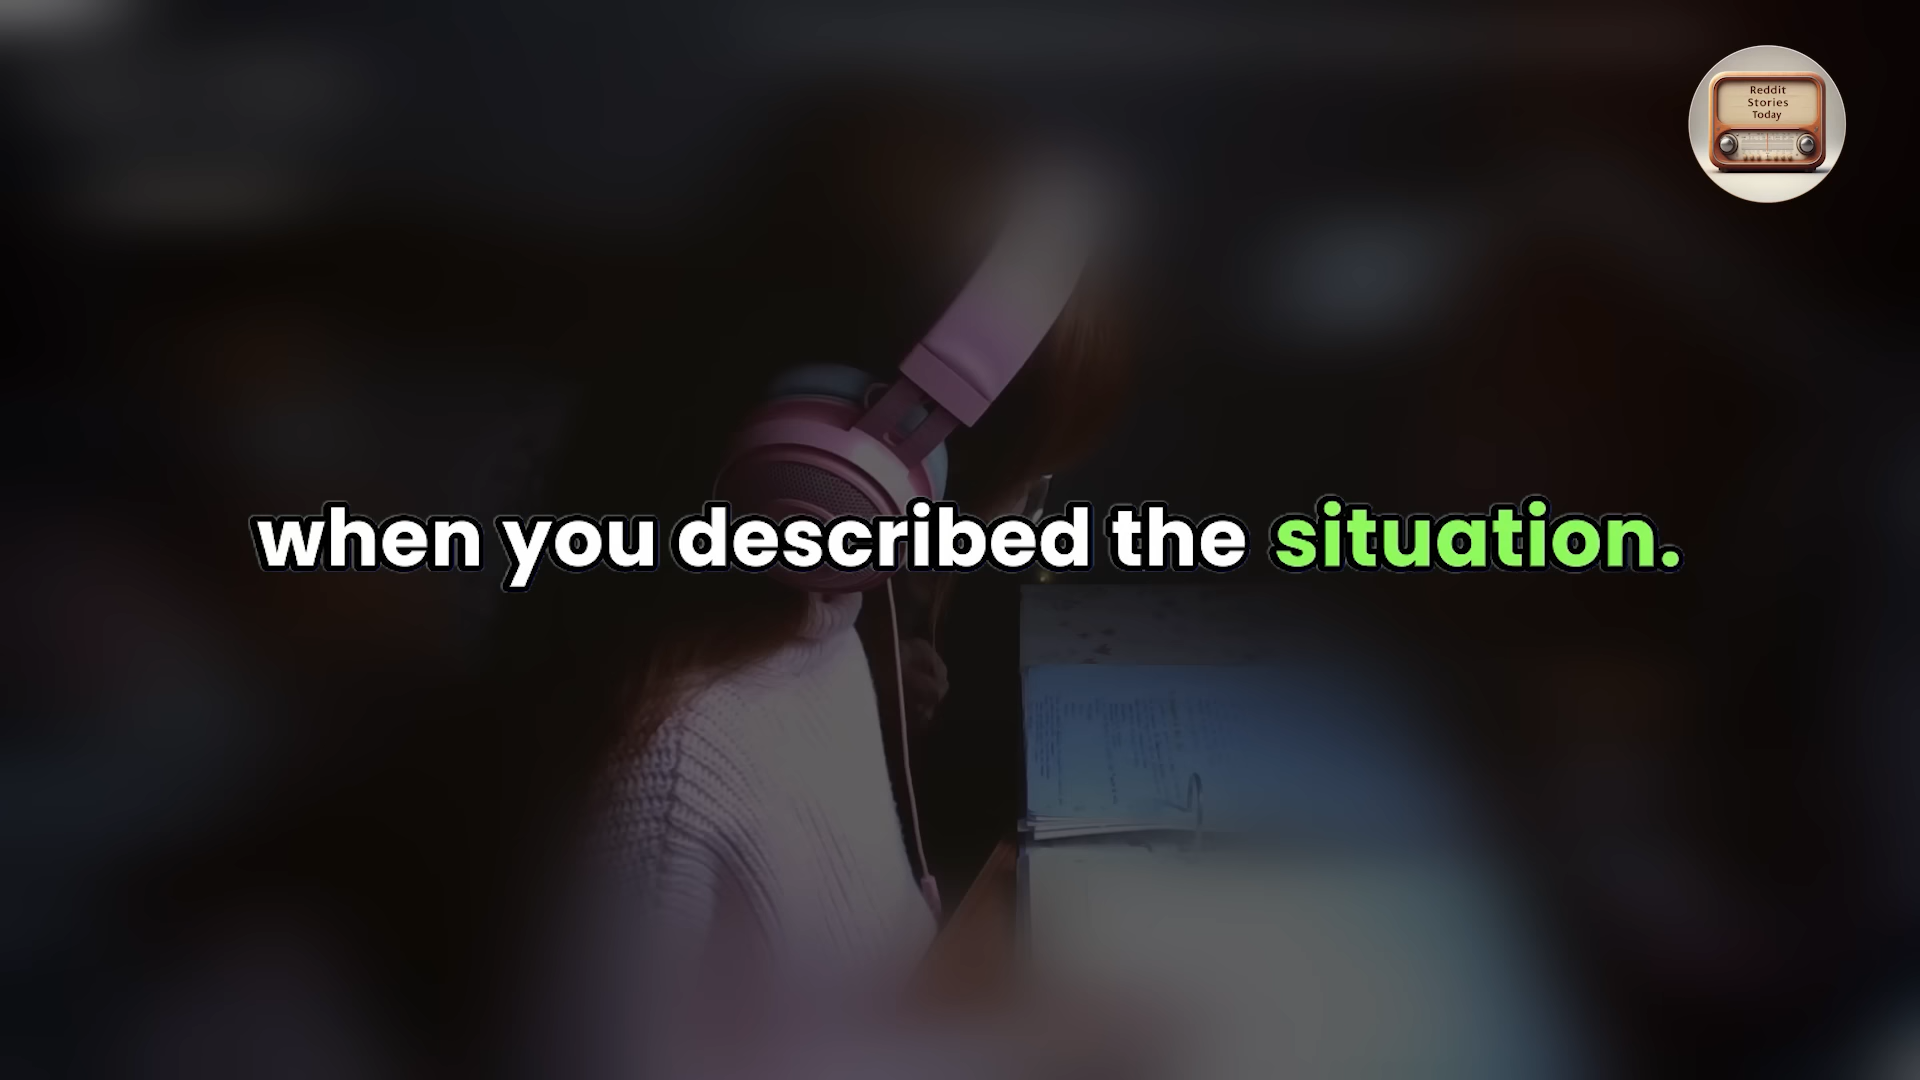 Reddit
Stories
Today
when you described the situation.